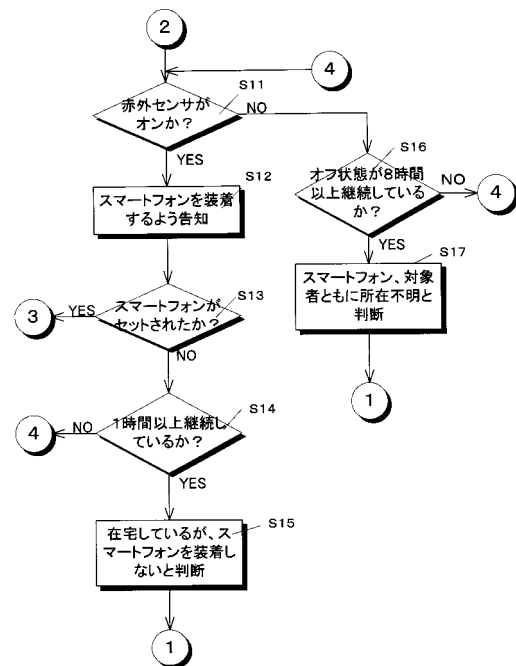 2
4
S11
赤外センサが
オンか？
NO
YES
S16
オフ状態が8時間
以上継続しているか？
NO
4
YES
S12
スマートフォンを装着
するよう告知
S17
スマートフォン、対象
者ともに所在不明と
判断
1
S13
スマートフォンが
セットされたか？
YES
3
NO
S14
1時間以上継続し
ているか？
NO
4
YES
S15
在宅しているが、ス
マートフォンを装着し
ないと判断
1